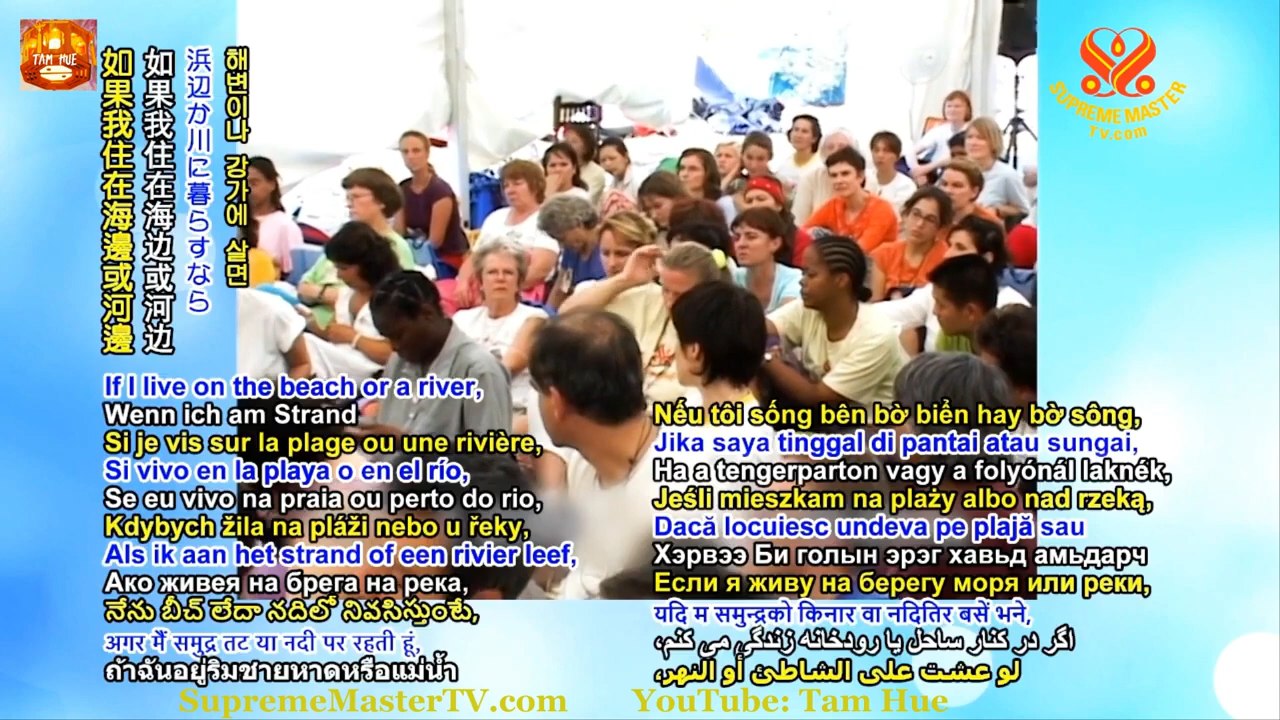 TAM HUE
如果我住在海邊或河邊
如果我住在海边或河边
浜辺か川に暮らすなら
해변이나 강가에 살면
SUPREME MASTER
TV.com
If I live on the beach or a river,
Wenn ich am Strand
Si je vis sur la plage ou une rivière,
Si vivo en la playa o en el río,
Se eu vivo na praia ou perto do rio,
Kdybych žila na pláži nebo u řeky,
Als ik aan het strand of een rivier leef,
Ако живея на брега на река,
నేను బీచ్ లేదా నదిలో నివసిస్తుంటే,
अगर मैं समुद्र तट या नदी पर रहती हूं,
ถ้าฉันอยู่ริมชายหาดหรือแม่น้ำ
Nếu tôi sống bên bờ biển hay bờ sông,
Jika saya tinggal di pantai atau sungai,
Ha a tengerparton vagy a folyónál laknék,
Jeśli mieszkam na plaży albo nad rzeką,
Dacă locuiesc undeva pe plajă sau
Хэрвээ Би голын эрэг хавьд амьдарч
Если я живу на берегу моря или реки,
यदि म समुन्द्रको किनार वा नदितिर बसें भने,
اگر در کنار ساحل یا رودخانه زندگی می کنم،
لو عشت على الشاطئ أو النهر،
SupremeMasterTV.com
YouTube: Tam Hue